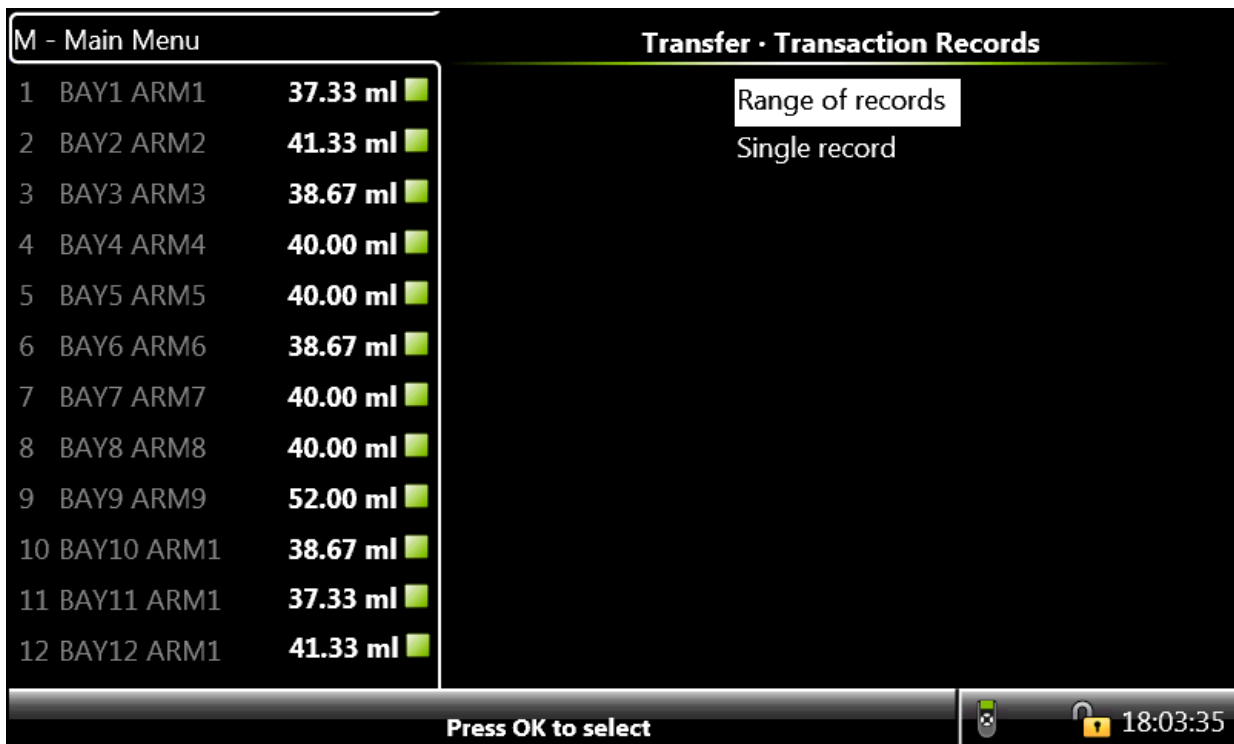 M - Main Menu
1 BAY1 ARM1 37.33 ml
2 BAY2 ARM2 41.33 ml
3 BAY3 ARM3 38.67 ml
4 BAY4 ARM4 40.00 ml
5 BAY5 ARM5 40.00 ml
6 BAY6 ARM6 38.67 ml
7 BAY7 ARM7 40.00 ml
8 BAY8 ARM8 40.00 ml
9 BAY9 ARM9 52.00 ml
10 BAY10 ARM1 38.67 ml
11 BAY11 ARM1 37.33 ml
12 BAY12 ARM1 41.33 ml
Transfer · Transaction Records
Range of records
Single record
Press OK to select
18:03:35